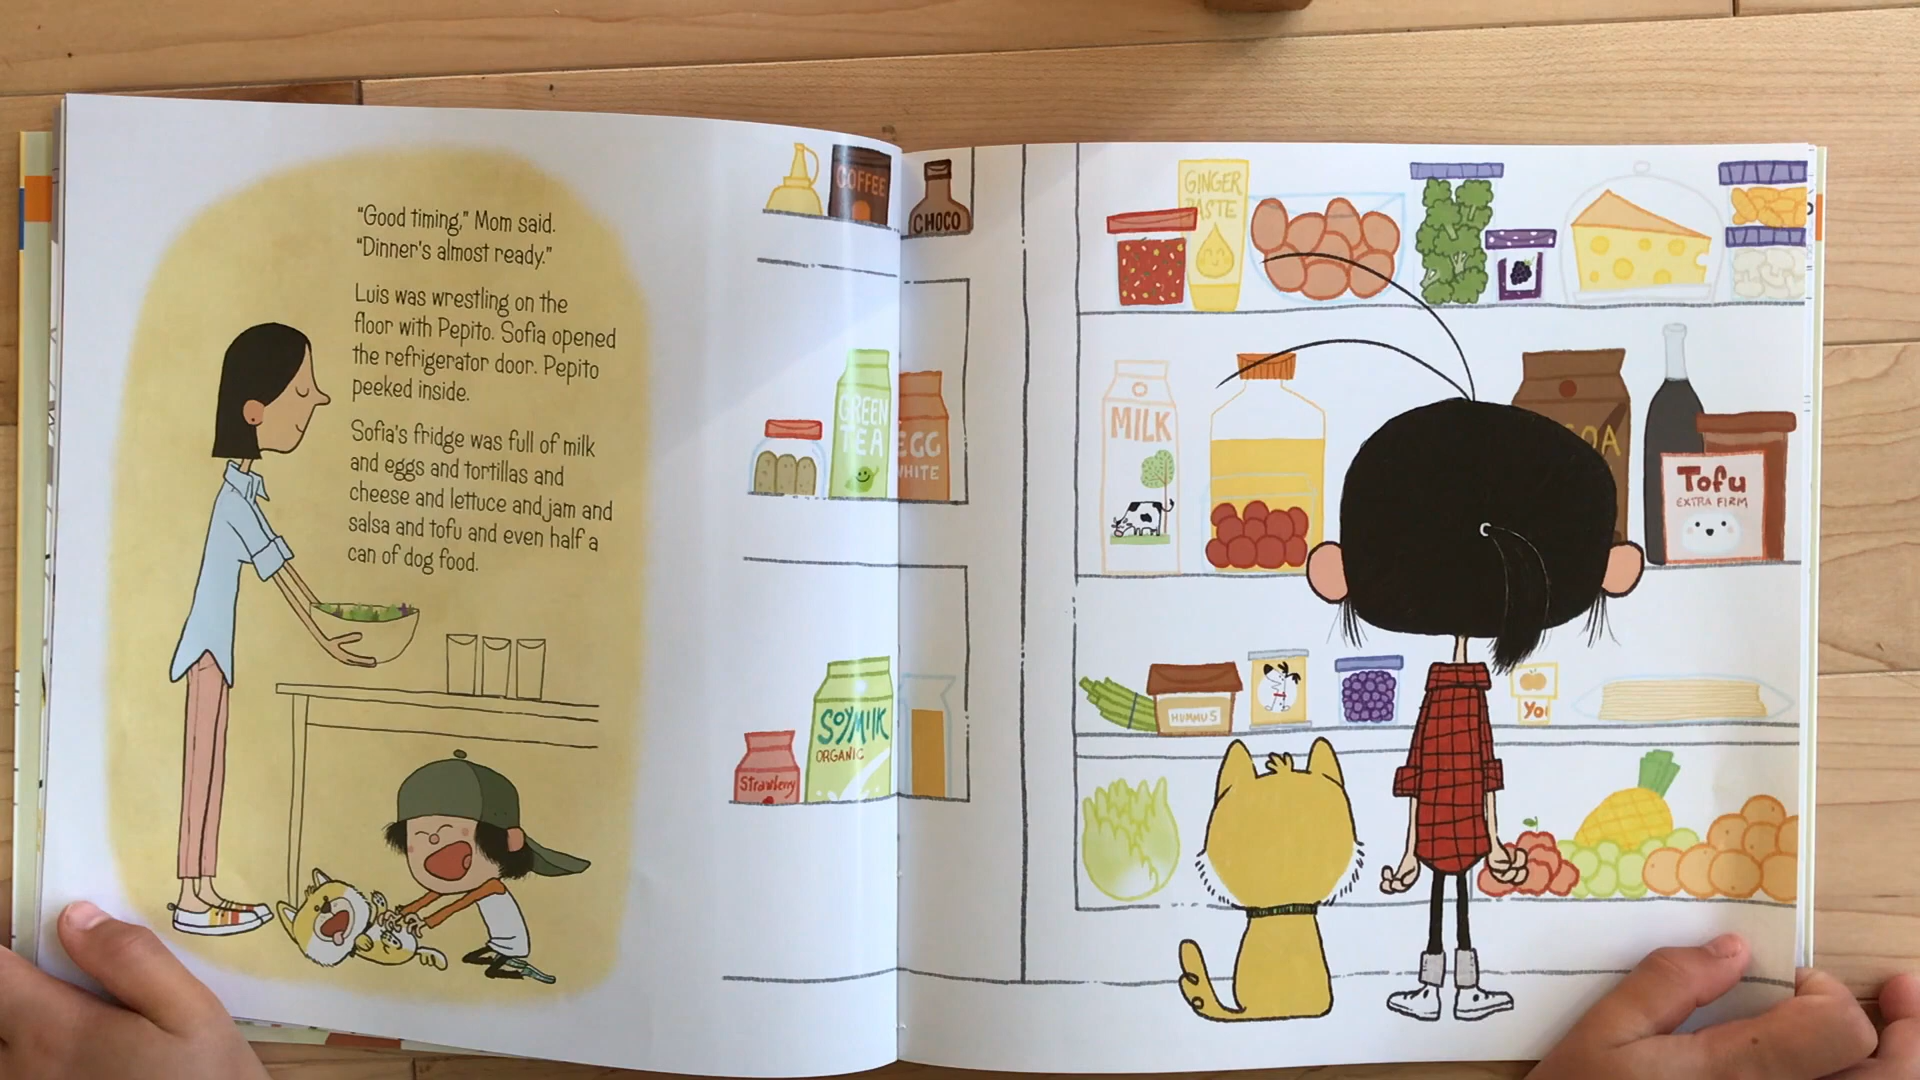 “Good timing,” Mom said.
“Dinner's almost ready.”
Luis was wrestling on the
floor with Pepito. Sofia opened
the refrigerator door. Pepito
peeked inside.
Sofia's fridge was full of milk
and eggs and tortillas and
cheese and lettuce and jam and
salsa and tofu and even half a
can of dog food.
COFFEE
CHOCO
GREEN
TEA
EGG
WHITE
Strawberry
SOYMILK
ORGANIC
GINGER
PASTE
MILK
OA
Tofu
EXTRA FIRM
HUMMUS
Yo